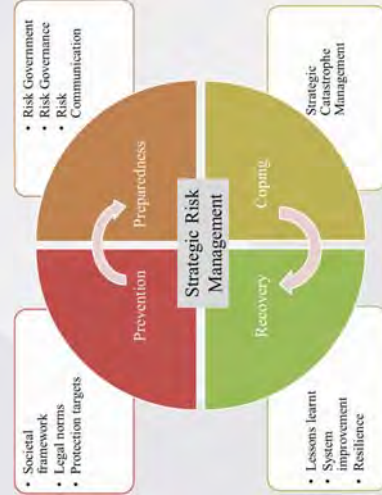 • Societal
framework
• Legal norms
• Protection targets
• Risk Government
• Risk Governance
• Risk
Communication
Prevention
Preparedness
Strategic Risk
Management
Recovery
Coping
• Lessons learnt
• System
improvement
• Resilience
Strategic
Catastrophe
Management